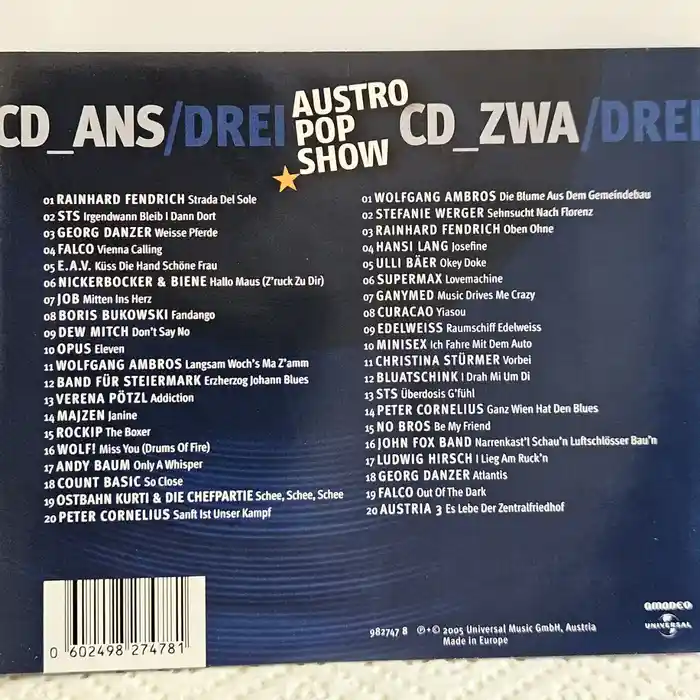 CD_ANS/DREI
AUSTRO
POP
SHOW
CD_ZWA/DREI
01 RAINHARD FENDRICH Strada Del Sole
02 STS Irgendwann Bleib I Dann Dort
03 GEORG DANZER Weisse Pferde
04 FALCO Vienna Calling
05 E.A.V. Küss Die Hand Schöne Frau
06 NICKERBOCKER & BIENE Hallo Maus (Z'ruck Zu Dir)
07 JOB Mitten Ins Herz
08 BORIS BUKOWSKI Fandango
09 DEW MITCH Don't Say No
10 OPUS Eleven
11 WOLFGANG AMBROS Langsam Woch's Ma Z'amm
12 BAND FÜR STEIERMARK Erzherzog Johann Blues
13 VERENA PÖTZL Addiction
14 MAJZEN Janine
15 ROCKIP The Boxer
16 WOLF! Miss You (Drums Of Fire)
17 ANDY BAUM Only A Whisper
18 COUNT BASIC So Close
19 OSTBAHN KURTI & DIE CHEFPARTIE Schee, Schee, Schee
20 PETER CORNELIUS Sanft Ist Unser Kampf
01 WOLFGANG AMBROS Die Blume Aus Dem Gemeindebau
02 STEFANIE WERGER Sehnsucht Nach Florenz
03 RAINHARD FENDRICH Oben Ohne
04 HANSI LANG Josefine
05 ULLI BÄER Okey Doke
06 SUPERMAX Lovemachine
07 GANYMED Music Drives Me Crazy
08 CURACAO Yiasou
09 EDELWEISS Raumschiff Edelweiss
10 MINISEX Ich Fahre Mit Dem Auto
11 CHRISTINA STÜRMER Vorbei
12 BLUATSCHINK I Drah Mi Um Di
13 STS Überdosis G'fühl
14 PETER CORNELIUS Ganz Wien Hat Den Blues
15 NO BROS Be My Friend
16 JOHN FOX BAND Narrenkast'l Schau'n Luftschlösser Bau'n
17 LUDWIG HIRSCH I Lieg Am Ruck'n
18 GEORG DANZER Atlantis
19 FALCO Out Of The Dark
20 AUSTRIA 3 Es Lebe Der Zentralfriedhof
0 602498 274781
982747 8 ℗+© 2005 Universal Music GmbH, Austria
Made in Europe
amadeo
UNIVERSAL